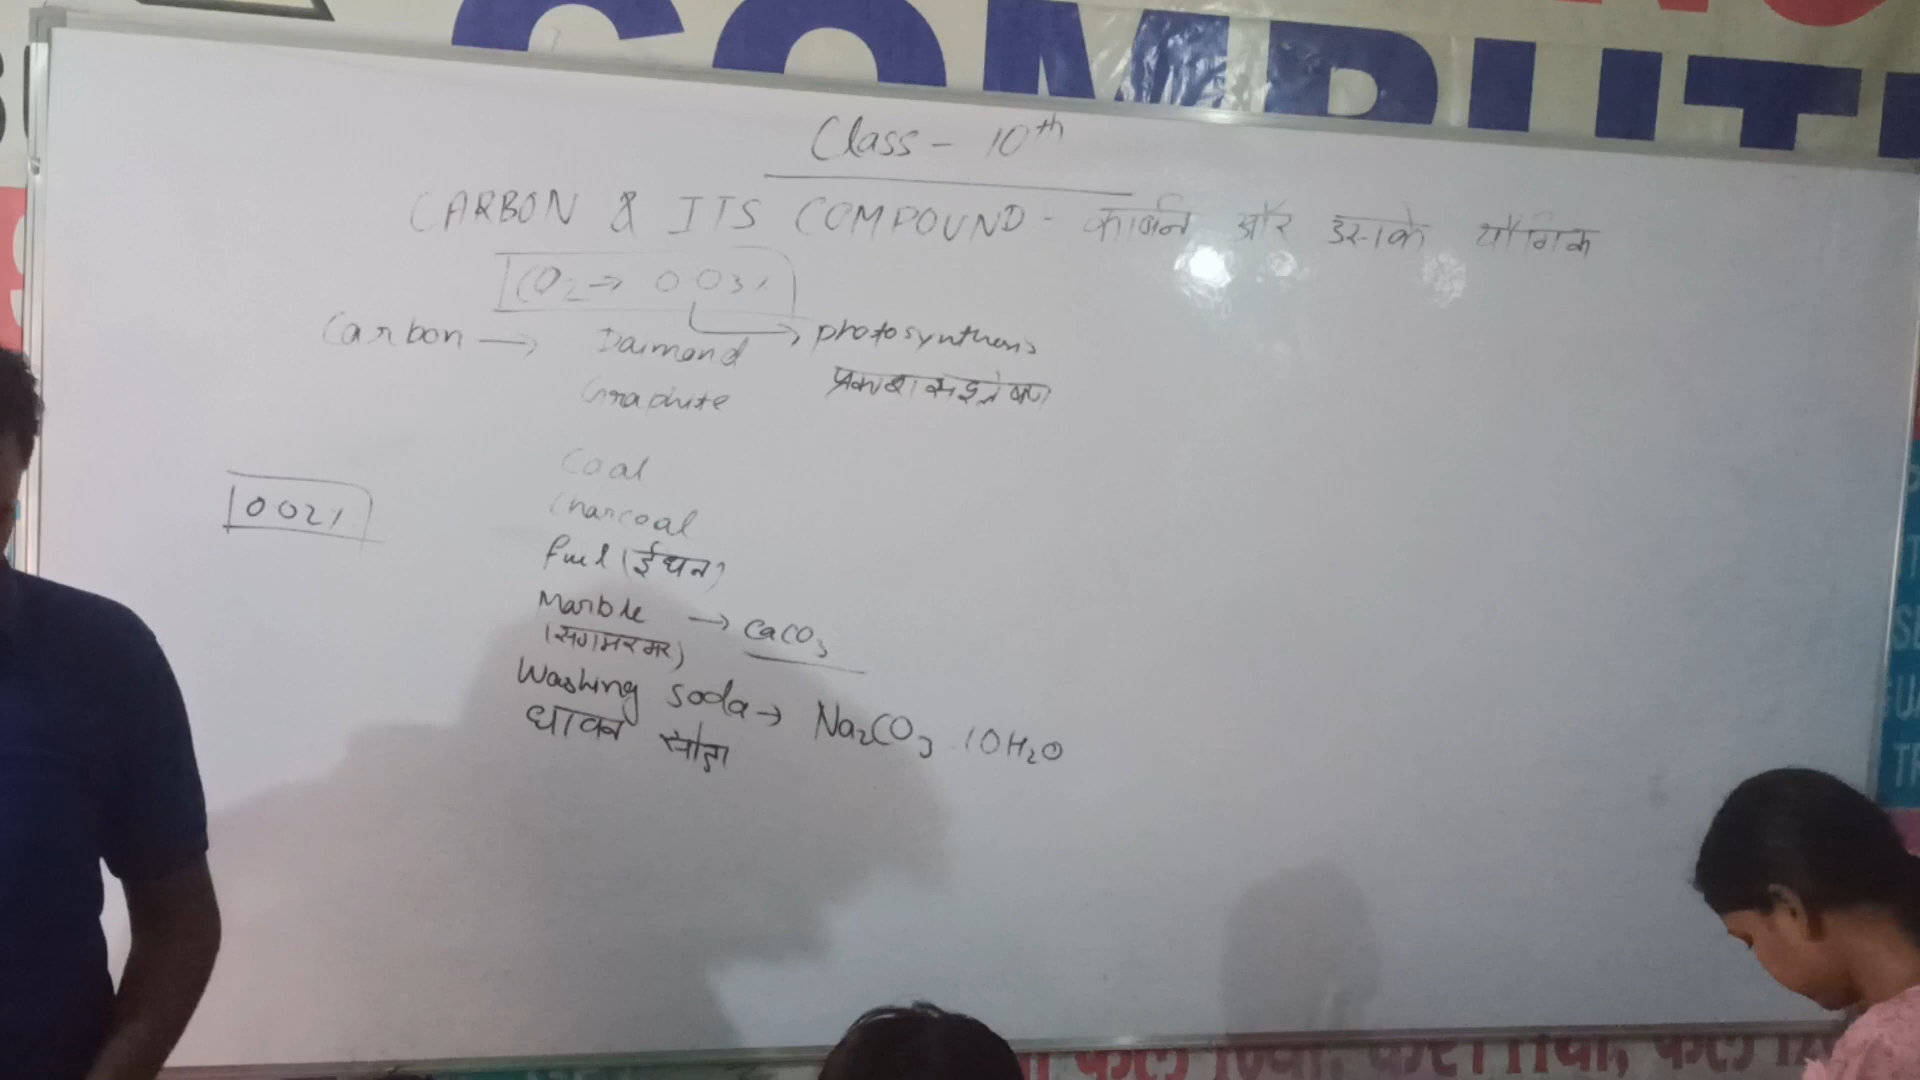 COMPUTE
Class - 10th
CARBON & ITS COMPOUND - कार्बन और इसके यौगिक
CO2 → 0.03%
Carbon → Daimond → photosynthesis
Graphite प्रकाश संश्लेषण
Coal
0.02%
Charcoal
fuel (ईंधन)
Marble → CaCO3
(संगमरमर)
Washing soda → Na2CO3 10H2O
धावन सोडा